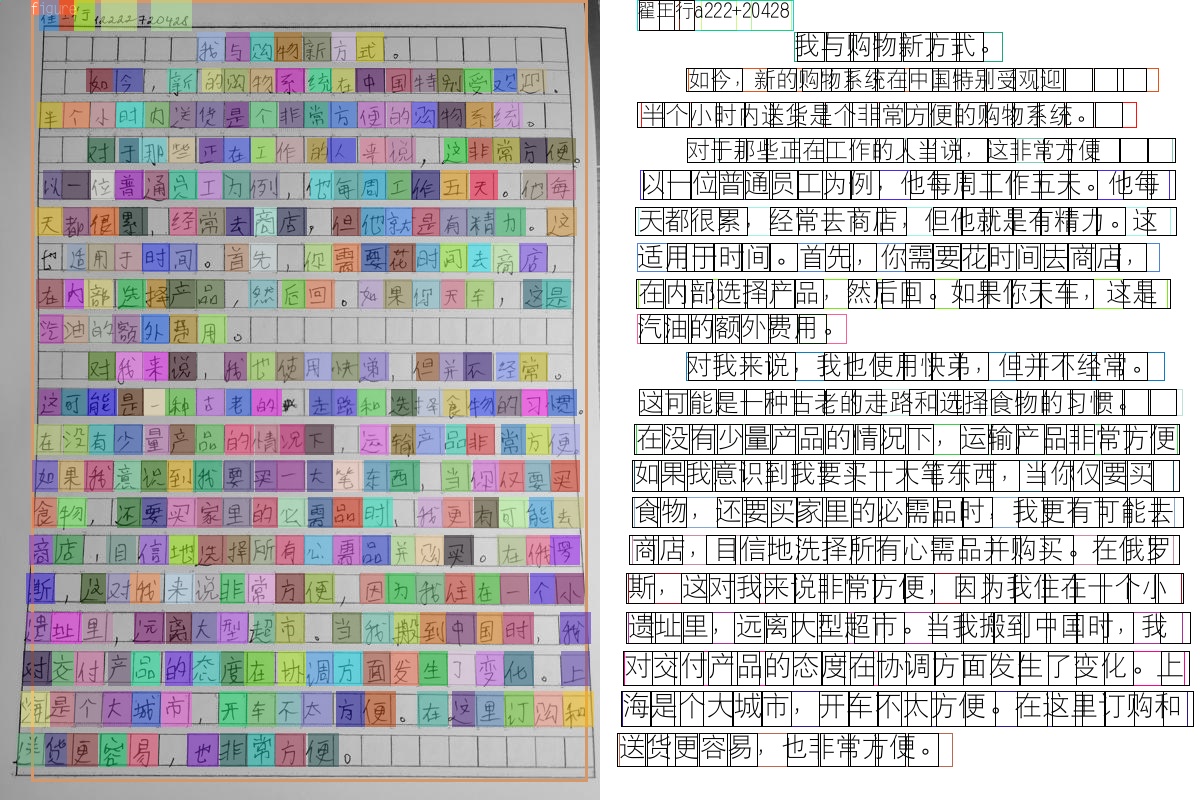 figure
我与购物新方式。
如今,新的购物系统在中国特别受欢迎.
半个小时内送货是个非常方便的购物系统。
对于那些正在工作的人来说,这非常方便。
以一位普通员工为例,他每周工作五天。他每
天都很累,经常去商店,但他就是有精力。这
也适用于时间。首先,你需要花时间去商店,
在内部选择产品,然后回。如果你天车,这是
汽油的额外费用。
对我来说,我也使用快递,但并不经常。
这可能是一种古老的走路和选择食物的习惯。
在没有少量产品的情况下,运输产品非常方便
如果我意识到我要买一大笔东西,当你仅要买
食物,还要买家里的必需品时,我更有可能去
商店,目信地选择所有必需品并购买。在俄罗
斯,这对我来说非常方便,因为我住在一个小
遗址里,远离大型超市。当我搬到中国时,我
对交付产品的态度在协调方面发生了变化。上
海是个大城市,开车不太方便。在这里订购和
送货更容易,也非常方便。
翟玍行a222+20428
我与购物新方式。
如今,新的购物系统在中国特别受观迎
半个小时内送货是个非常方便的购物系统。
对于那些正在工作的人当说,这非常方便
以一位普通员工为例,他每周工作五天。他每
天都很累,经常去商店,但他就是有精力。这
适用于时间。首先,你需要花时间去商店,
在内部选择产品,然后回。如果你未车,这是
汽油的额外费用。
对我来说,我也使用快弟,但并不经常。
这可能是一种古老的走路和选择食物的习惯。
在没有少量产品的情况下,运输产品非常方便
如果我意识到我要买十大笔东西,当你仅要买
食物,还要买家里的必需品时,我更有可能去
商店,目信地选择所有心需品并购买。在俄罗
斯,这对我来说非常方便,因为我住在十个小
遗址里,远离大型超市。当我搬到中国时,我
对交付产品的态度在协调方面发生了变化。上
海是个大城市,开车不太方便。在这里订购和
送货更容易,也非常方便。